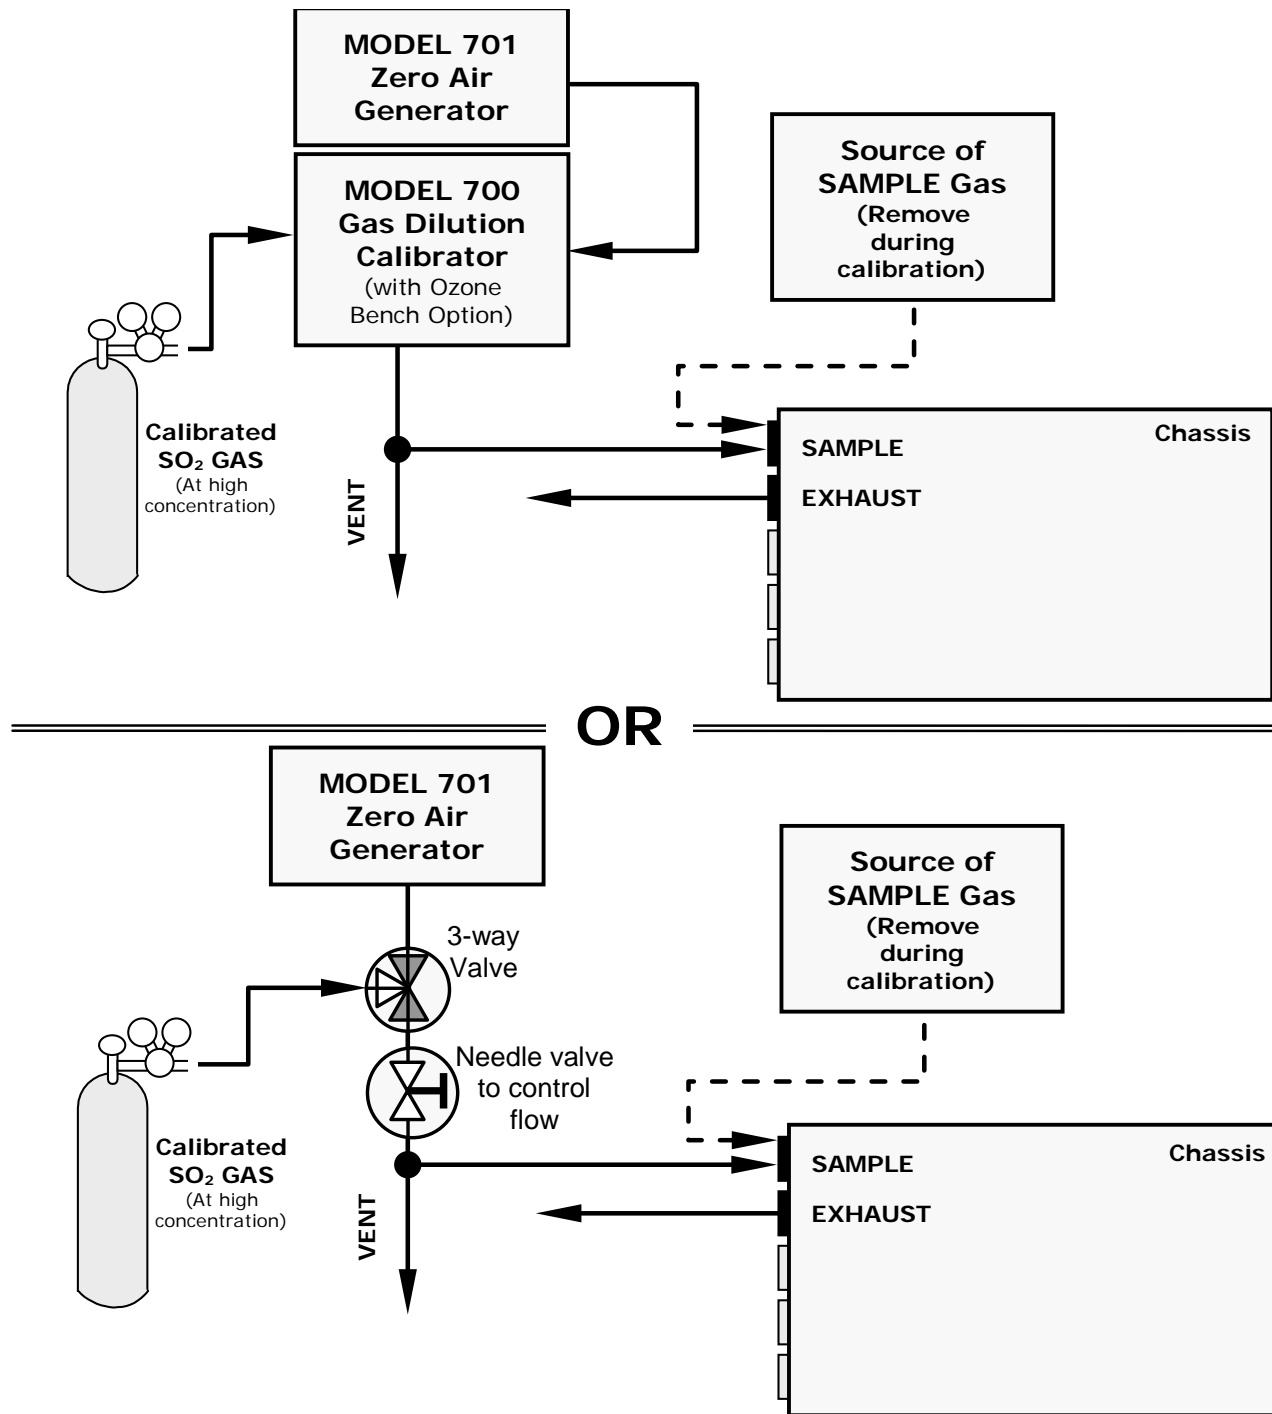 MODEL 701
Zero Air
Generator
MODEL 700
Gas Dilution
Calibrator
(with Ozone
Bench Option)
Source of
SAMPLE Gas
(Remove
during
calibration)
Calibrated
SO₂ GAS
(At high
concentration)
VENT
SAMPLE
EXHAUST
Chassis
OR
MODEL 701
Zero Air
Generator
3-way
Valve
Needle valve
to control
flow
Source of
SAMPLE Gas
(Remove
during
calibration)
Calibrated
SO₂ GAS
(At high
concentration)
VENT
SAMPLE
EXHAUST
Chassis